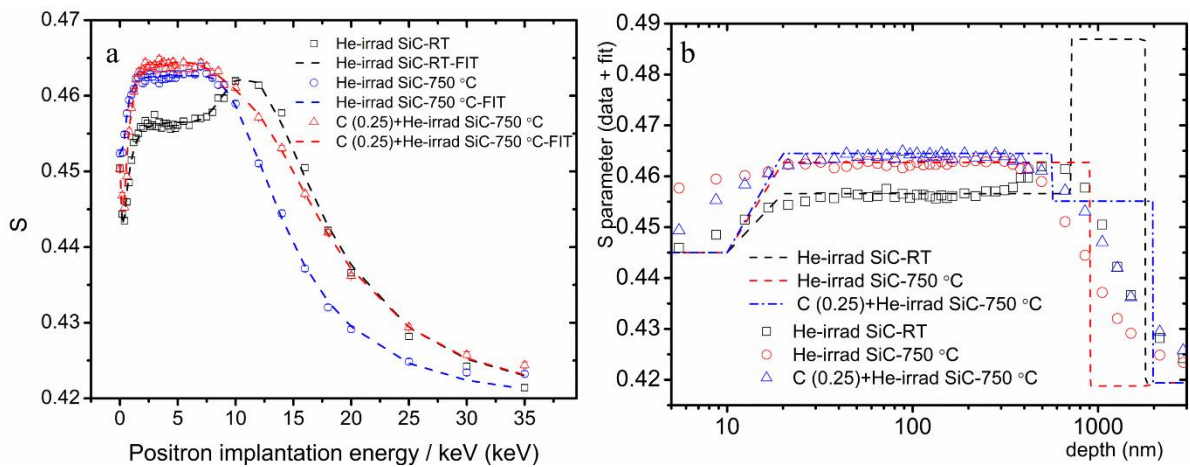 a
0.47
0.46
0.45
0.44
0.43
0.42
S
He-irrad SiC-RT
He-irrad SiC-RT-FIT
He-irrad SiC-750 °C
He-irrad SiC-750 °C-FIT
C (0.25)+He-irrad SiC-750 °C
C (0.25)+He-irrad SiC-750 °C-FIT
0 5 10 15 20 25 30 35
Positron implantation energy / keV (keV)
b
0.49
0.48
0.47
0.46
0.45
0.44
0.43
0.42
S parameter (data + fit)
He-irrad SiC-RT
He-irrad SiC-750 °C
C (0.25)+He-irrad SiC-750 °C
He-irrad SiC-RT
He-irrad SiC-750 °C
C (0.25)+He-irrad SiC-750 °C
10 100 1000
depth (nm)